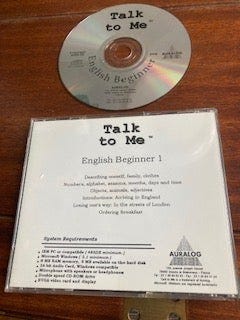 Talk
to Me™
English Beginner
AURALOG
Talk
to Me™
English Beginner 1
Describing oneself, family, clothes
Numbers, alphabet, seasons, months, days and time
Objects, animals, adjectives
Introductions: Arriving in England
Losing one's way: In the streets of London
Ordering Breakfast
System Requirements
IBM PC or compatible [ 486DX minimum ]
Microsoft Windows [ 3.1 minimum ]
8 MB RAM memory, 8 MB available on the hard disk
16-bit Audio Card, Windows compatible
Microphone with speakers or headphones
Double speed CD-ROM drive
SVGA video card and display
AURALOG